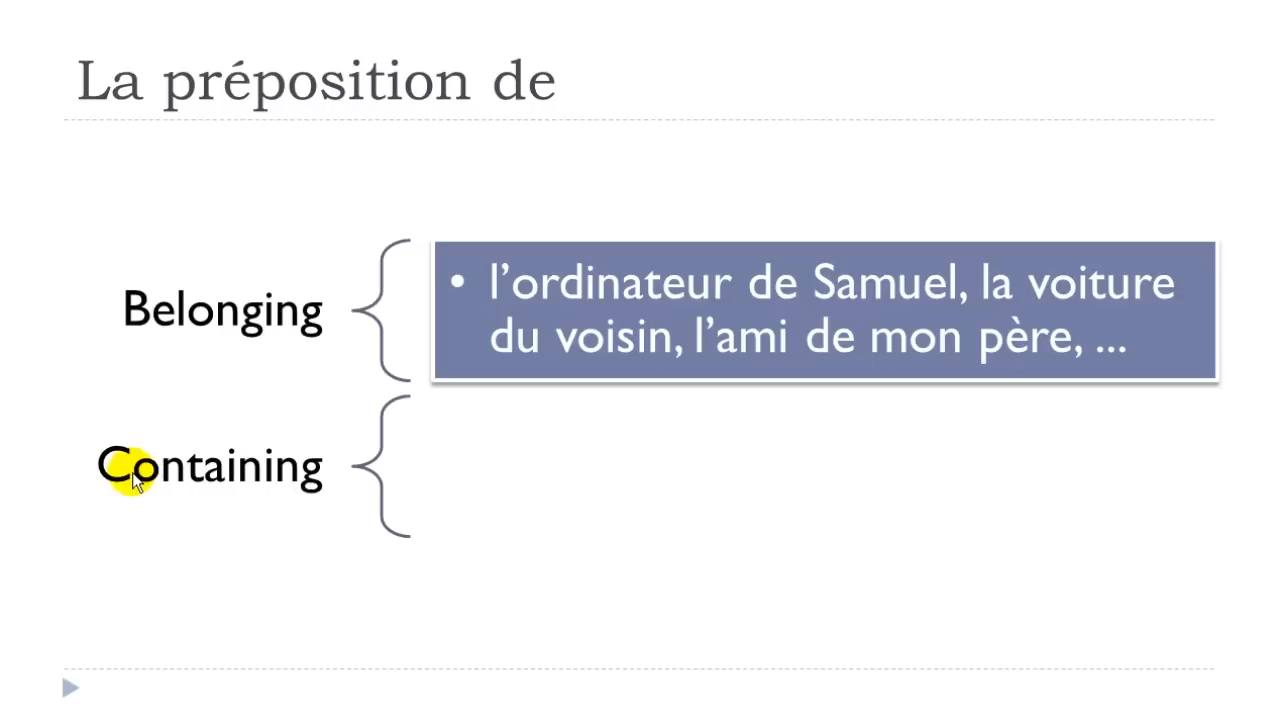 La préposition de
Belonging
• l’ordinateur de Samuel, la voiture
du voisin, l’ami de mon père, ...
Containing